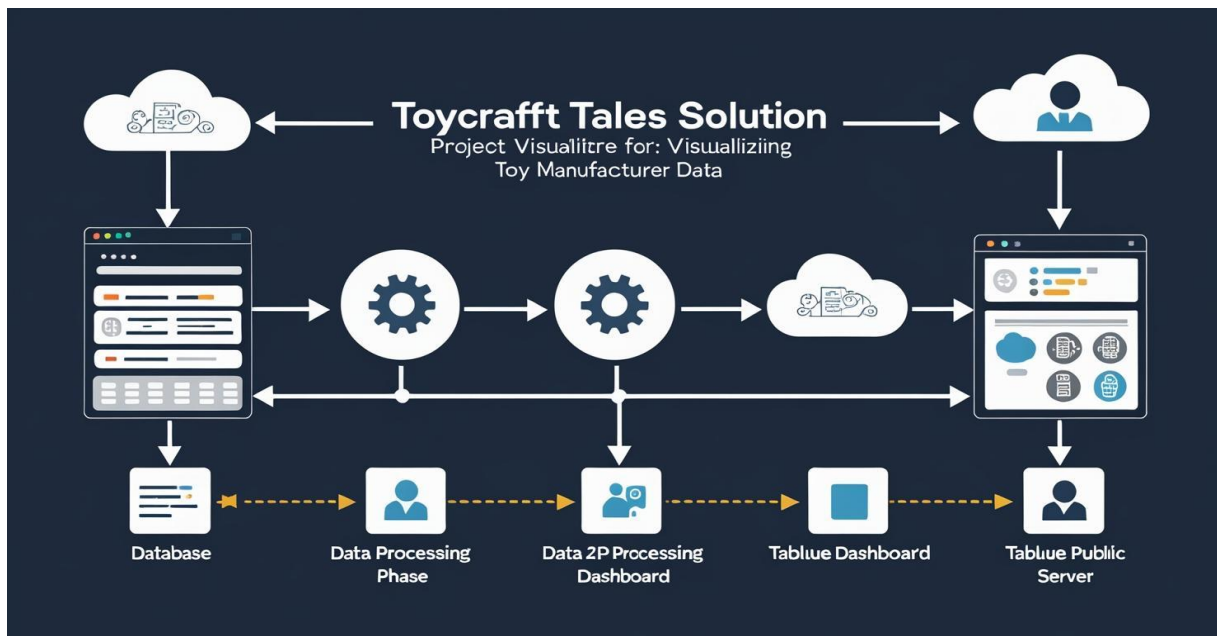 Toycrafft Tales Solution
Project Visuallitre for: Visuallizing
Toy Manufacturer Data
Database
Data Processing
Phase
Data 2P Processing
Dashboard
Tablue Dashboard
Tablue Public
Server